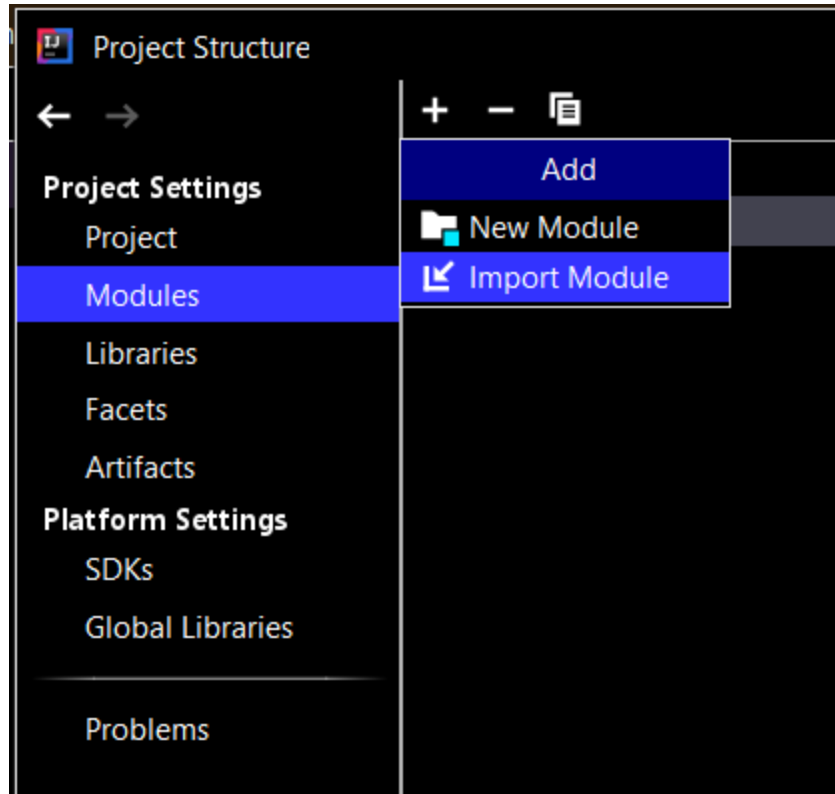 IJ
Project Structure
Project Settings
Project
Modules
Libraries
Facets
Artifacts
Platform Settings
SDKs
Global Libraries
Problems
Add
New Module
Import Module